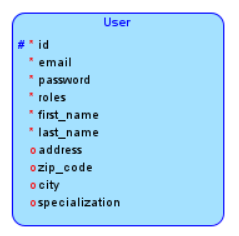 User
# * id
* email
* password
* roles
* first_name
* last_name
o address
o zip_code
o city
o specialization